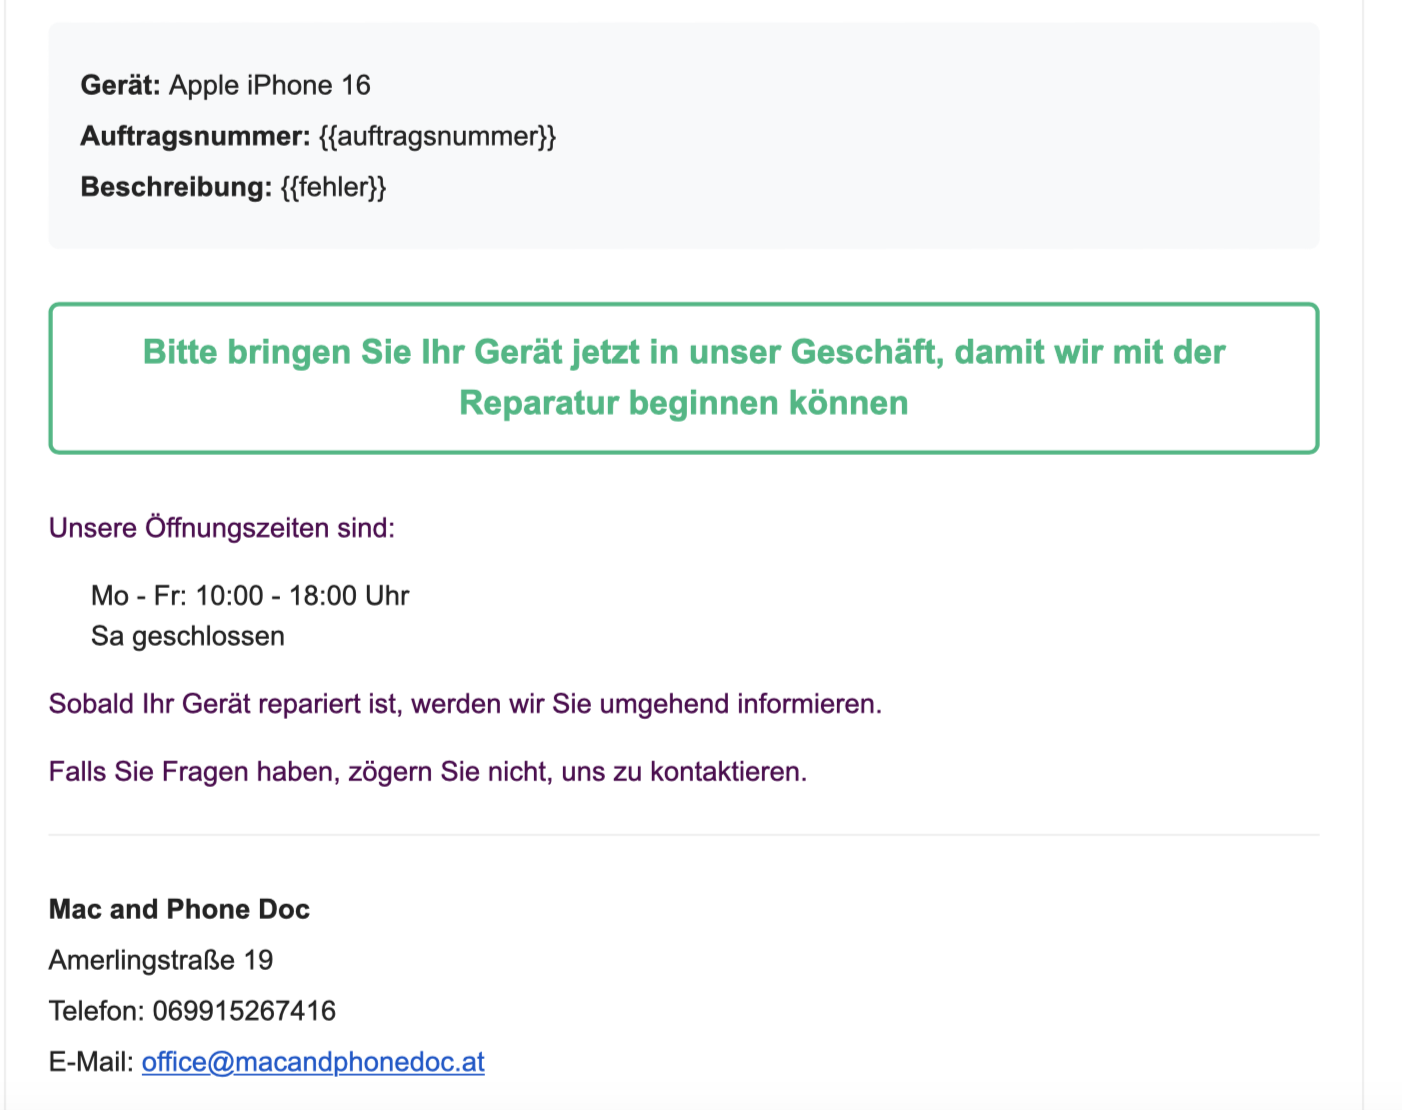 Gerät: Apple iPhone 16
Auftragsnummer: {{auftragsnummer}}
Beschreibung: {{fehler}}
Bitte bringen Sie Ihr Gerät jetzt in unser Geschäft, damit wir mit der
Reparatur beginnen können
Unsere Öffnungszeiten sind:
Mo - Fr: 10:00 - 18:00 Uhr
Sa geschlossen
Sobald Ihr Gerät repariert ist, werden wir Sie umgehend informieren.
Falls Sie Fragen haben, zögern Sie nicht, uns zu kontaktieren.
Mac and Phone Doc
Amerlingstraße 19
Telefon: 069915267416
E-Mail: office@macandphonedoc.at